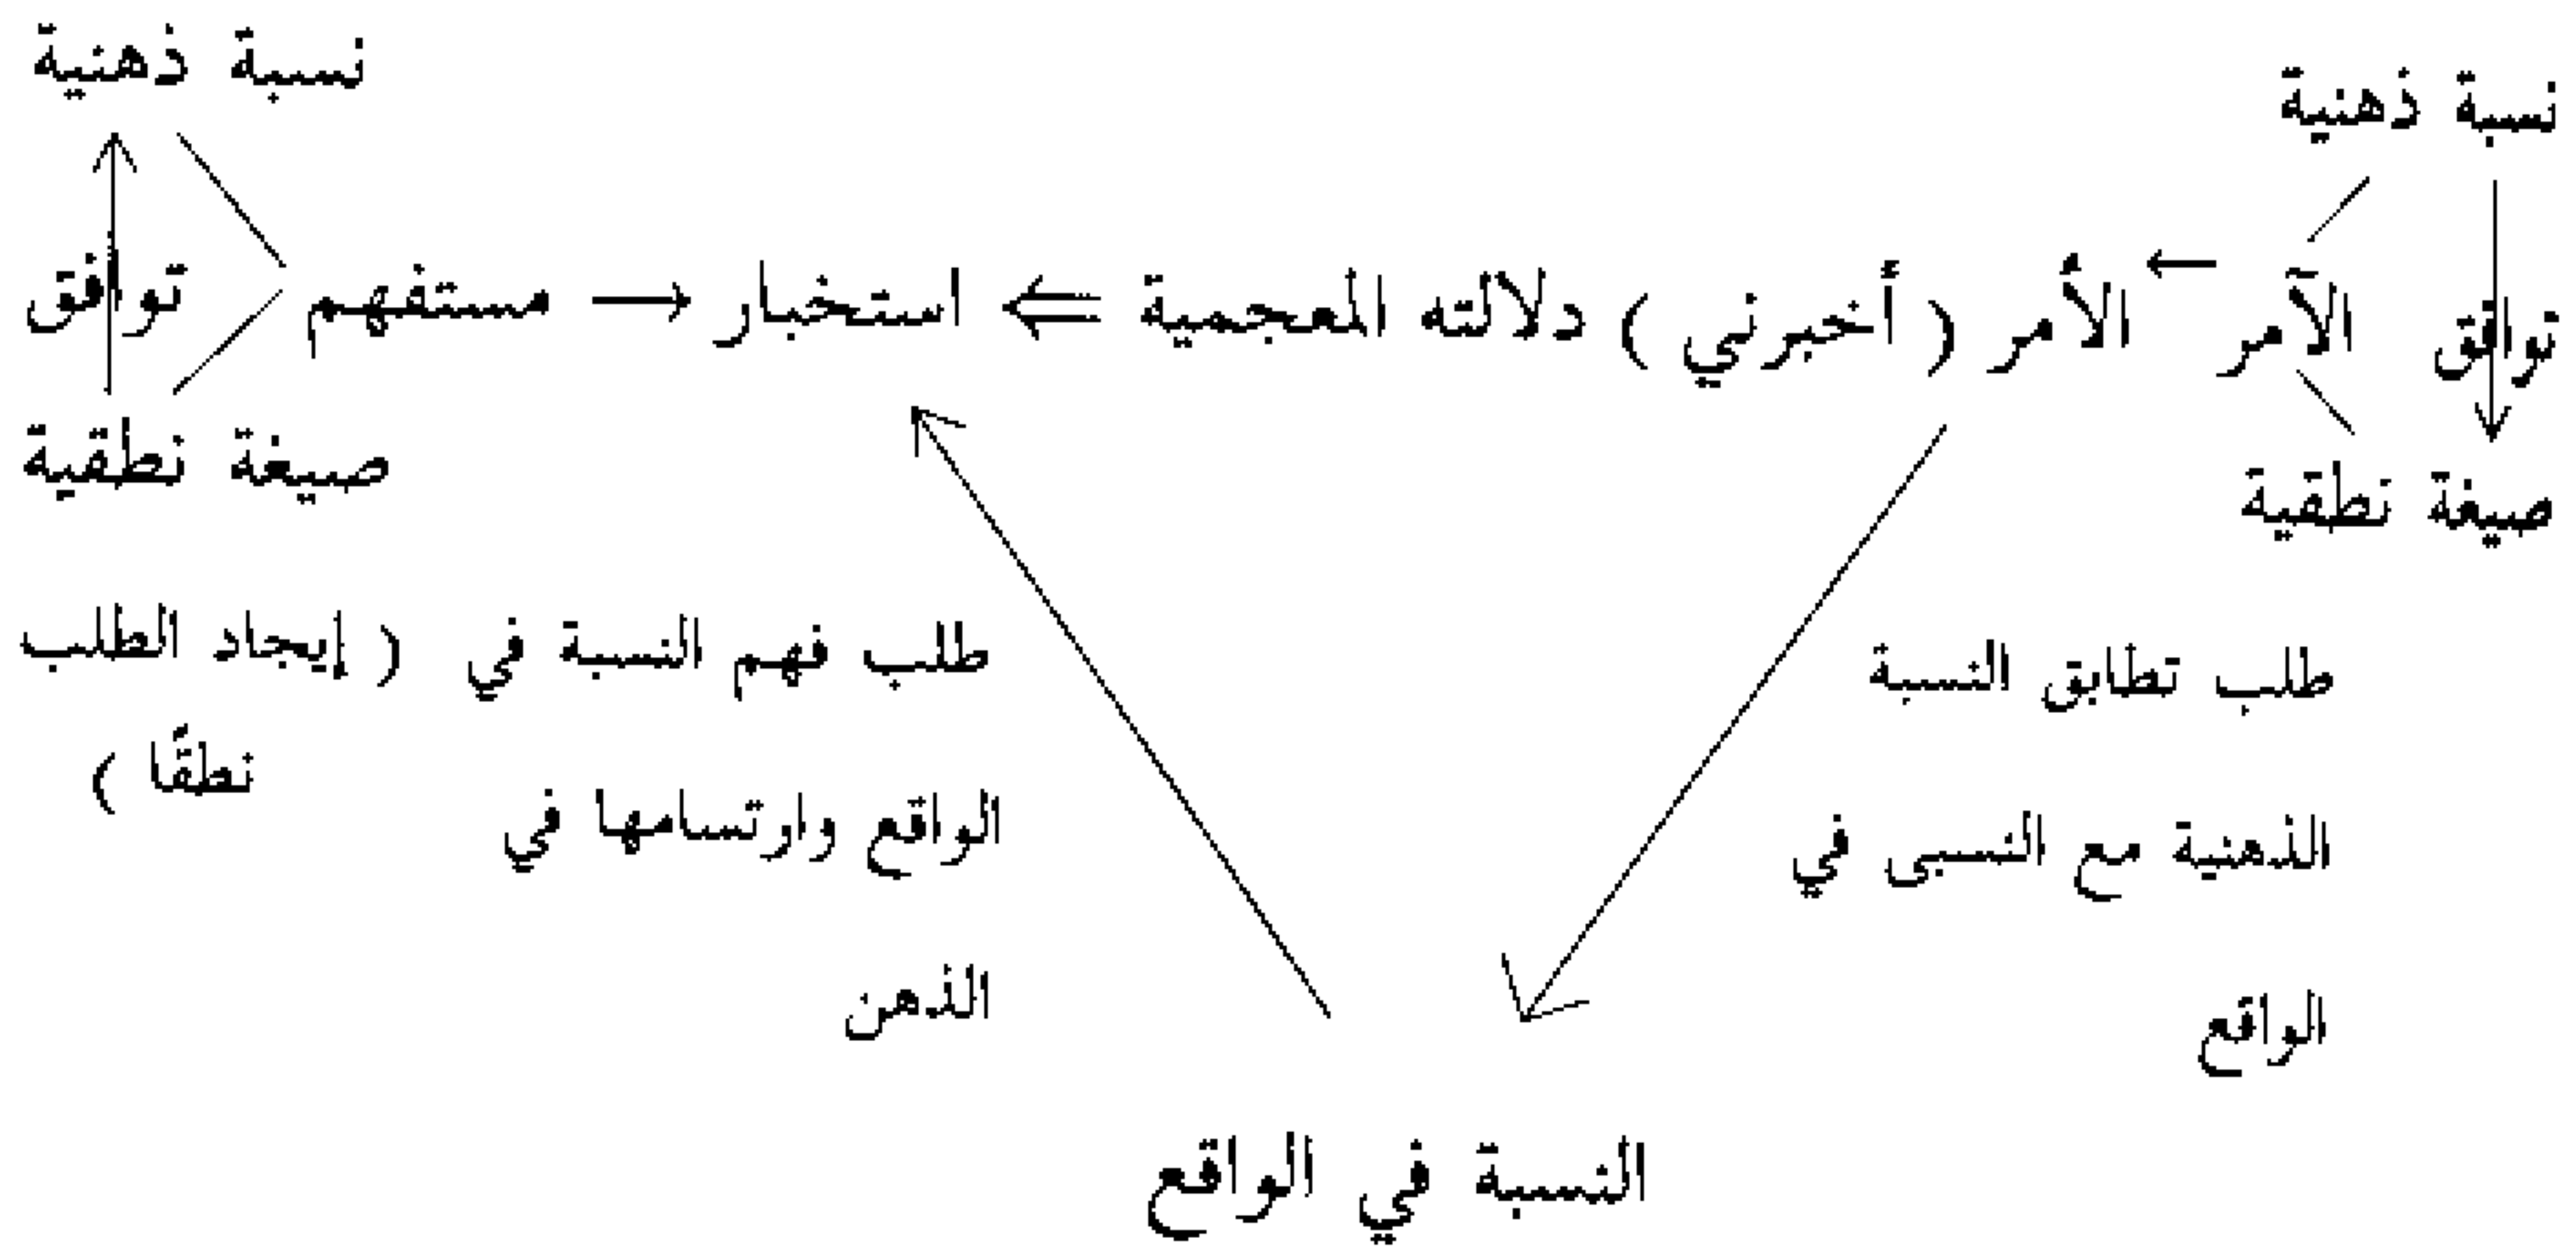 نسبة ذهنية
نسبة ذهنية
توافق
الآمر ← الأمر ( أخبرني ) دلالته المعجمية ⇐ استخبار → مستفهم
توافق
صيغة نطقية
صيغة نطقية
طلب تطابق النسبة
الذهنية مع النسبى في
الواقع
طلب فهم النسبة في
الواقع وارتسامها في
الذهن
( إيجاد الطلب
نطقًا )
النسبة في الواقع